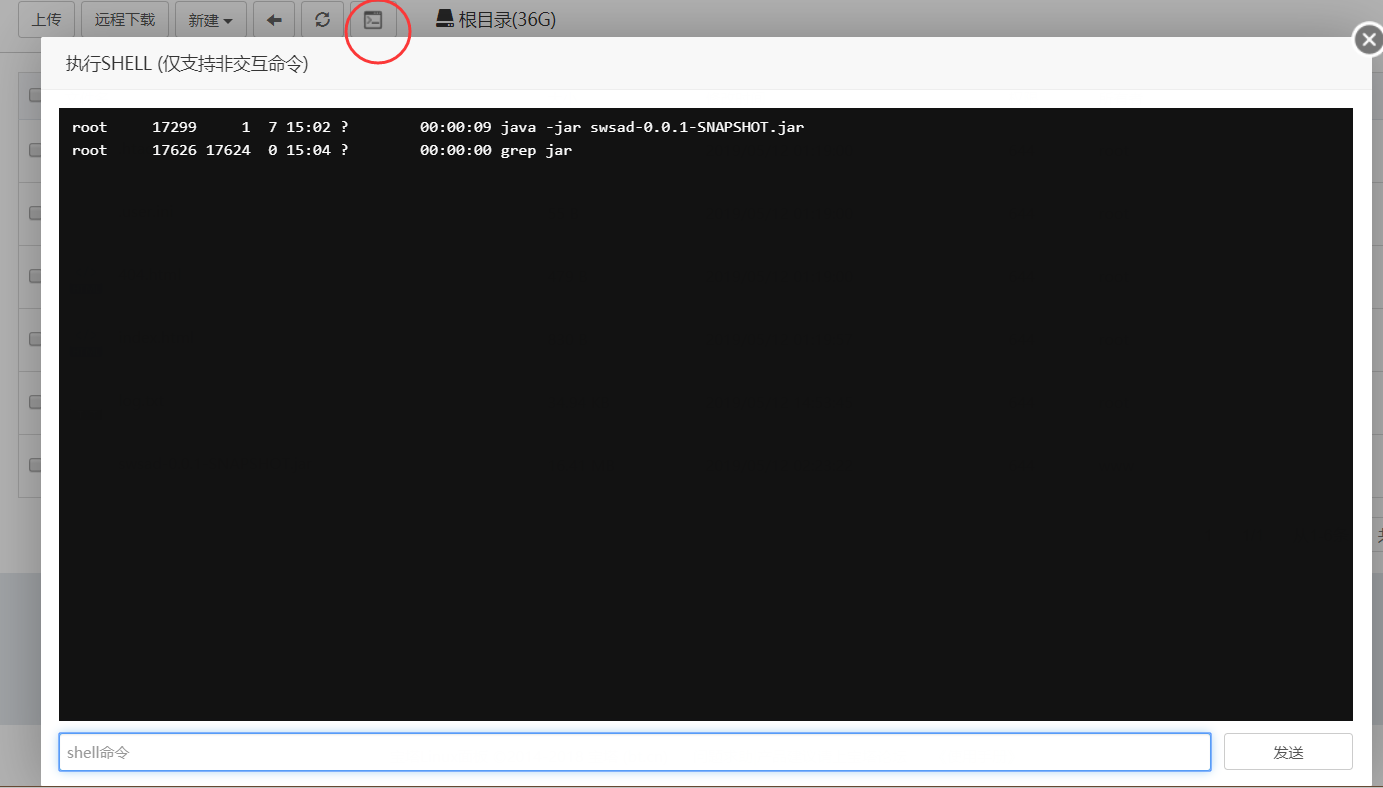 上传 远程下载 新建 根目录(36G)
执行SHELL (仅支持非交互命令)
root     17299     1  7 15:02 ?        00:00:09 java -jar swsad-0.0.1-SNAPSHOT.jar
root     17626 17624  0 15:04 ?        00:00:00 grep jar
shell命令 发送